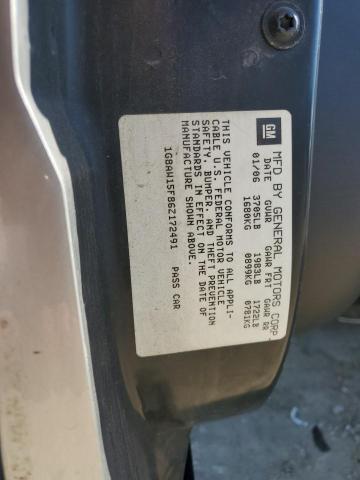 GM
MFD BY GENERAL MOTORS CORP
DATE GVWR GAWR FRT GAWR RR
01/06 3705LB 1983LB 1722LB
1680KG 0899KG 0781KG
THIS VEHICLE CONFORMS TO ALL APPLI-
CABLE U.S. FEDERAL MOTOR VEHICLE
SAFETY, BUMPER, AND THEFT PREVENTION
STANDARDS IN EFFECT ON THE DATE OF
MANUFACTURE SHOWN ABOVE.
1G8AW15F86Z172491 PASS CAR